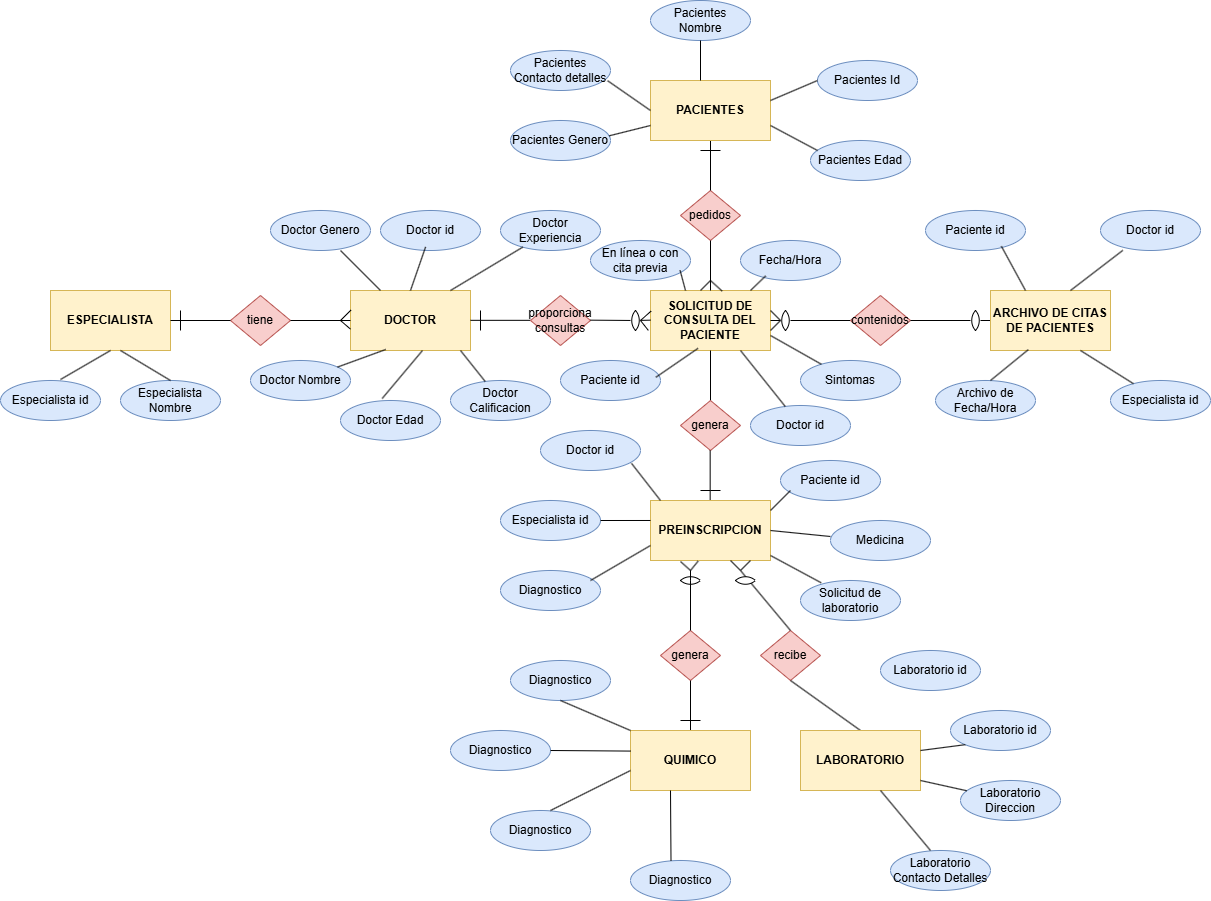 Pacientes
Nombre
Pacientes
Contacto detalles
Pacientes Id
PACIENTES
Pacientes Genero
Pacientes Edad
pedidos
Doctor Genero
Doctor id
Doctor
Experiencia
En línea o con
cita previa
Fecha/Hora
Paciente id
Doctor id
ESPECIALISTA
tiene
DOCTOR
proporciona
consultas
SOLICITUD DE
CONSULTA DEL
PACIENTE
contenidos
ARCHIVO DE CITAS
DE PACIENTES
Especialista id
Especialista
Nombre
Doctor Nombre
Doctor Edad
Doctor
Calificacion
Paciente id
Sintomas
Archivo de
Fecha/Hora
Especialista id
genera
Doctor id
Doctor id
Paciente id
Especialista id
PREINSCRIPCION
Medicina
Diagnostico
Solicitud de
laboratorio
genera
recibe
Laboratorio id
Diagnostico
Diagnostico
QUIMICO
LABORATORIO
Laboratorio id
Laboratorio
Direccion
Diagnostico
Diagnostico
Laboratorio
Contacto Detalles